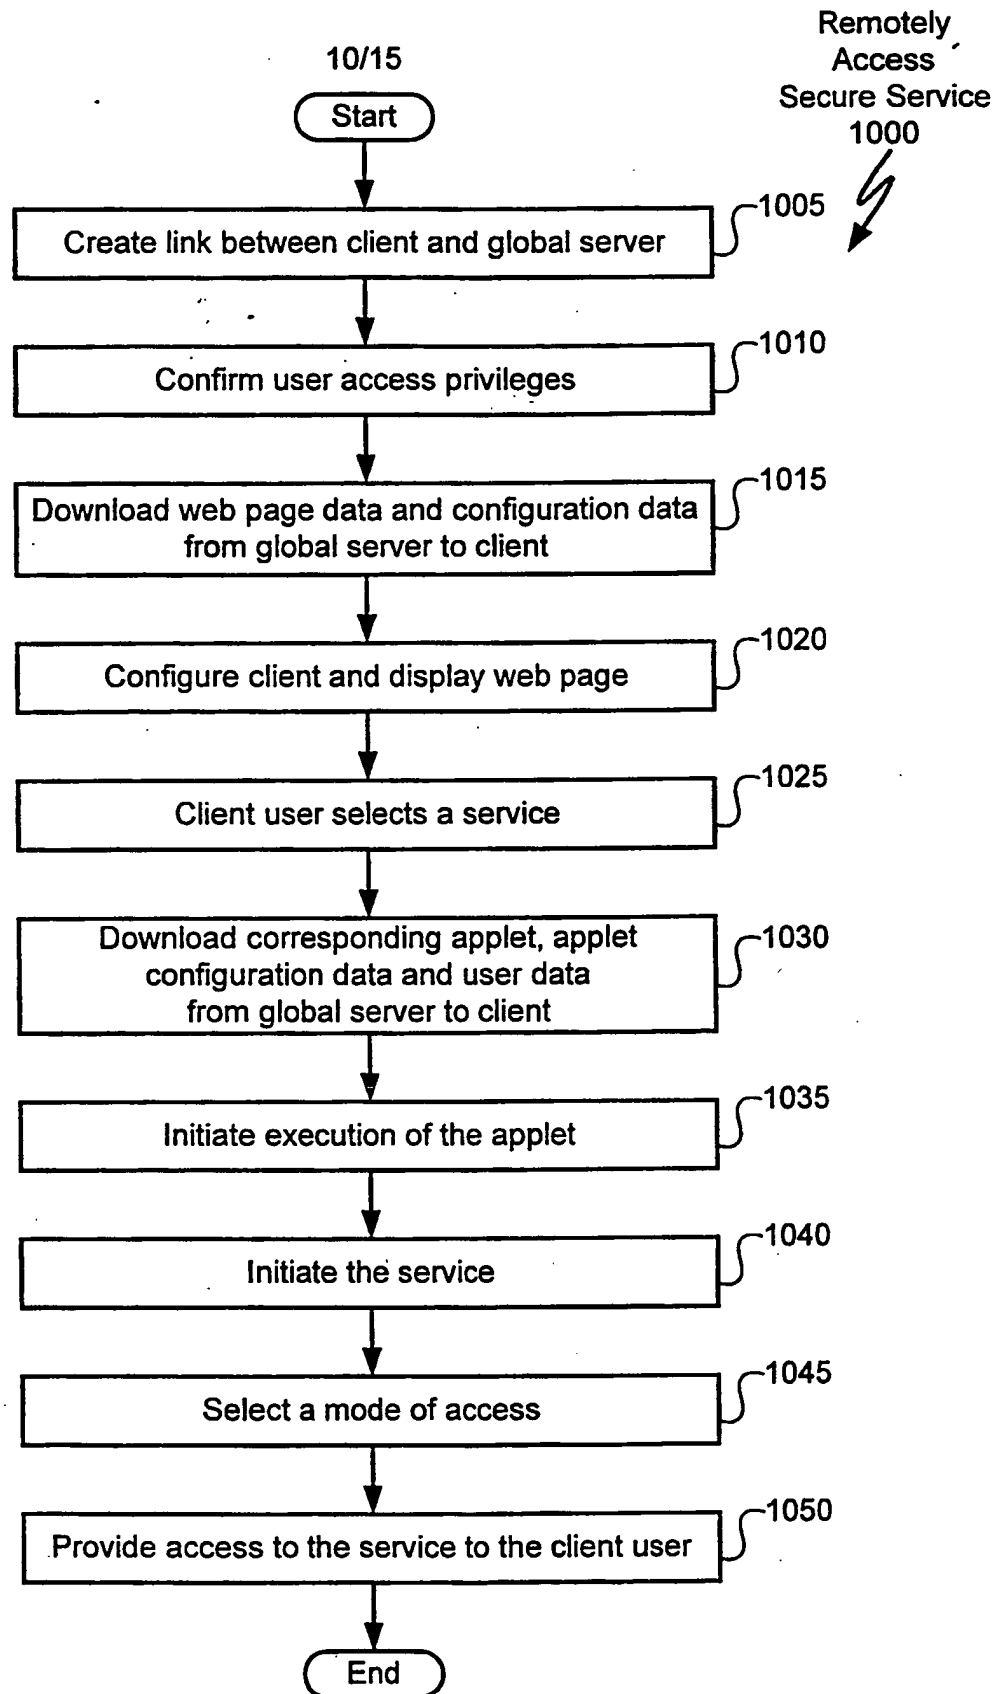 10/15
Remotely
Access
Secure Service
1000
Start
1005
Create link between client and global server
1010
Confirm user access privileges
1015
Download web page data and configuration data
from global server to client
1020
Configure client and display web page
1025
Client user selects a service
1030
Download corresponding applet, applet
configuration data and user data
from global server to client
1035
Initiate execution of the applet
1040
Initiate the service
1045
Select a mode of access
1050
Provide access to the service to the client user
End